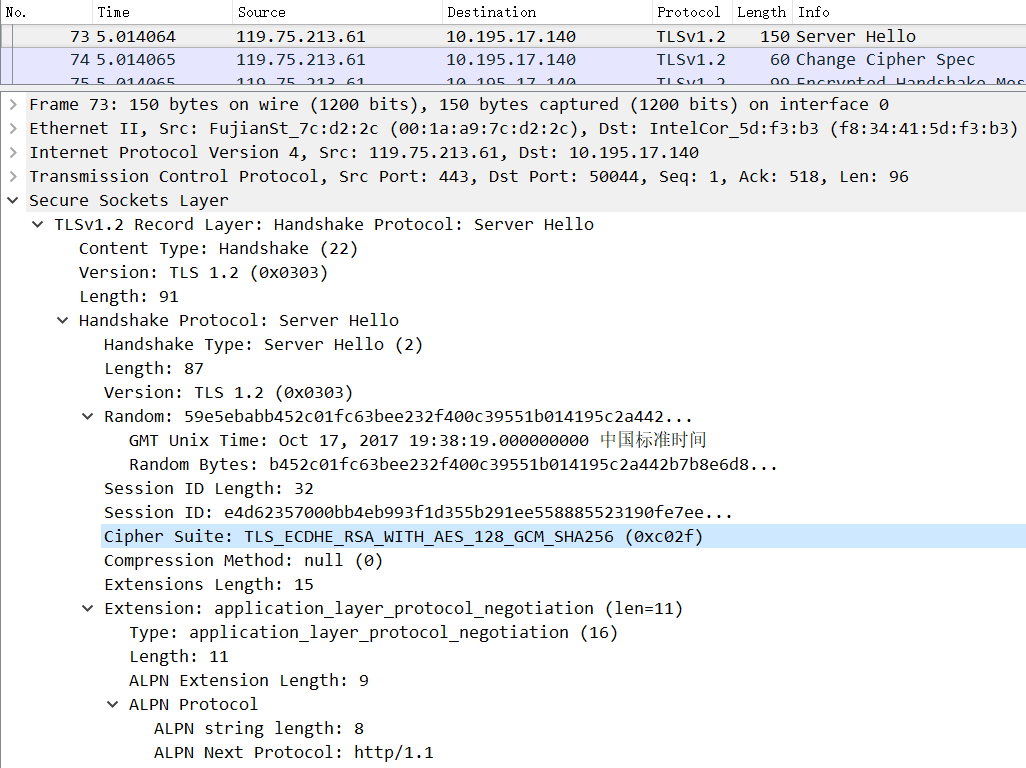 No. Time Source Destination Protocol Length Info
73 5.014064 119.75.213.61 10.195.17.140 TLSv1.2 150 Server Hello
74 5.014065 119.75.213.61 10.195.17.140 TLSv1.2 60 Change Cipher Spec
75 5.014065 119.75.213.61 10.195.17.140 TLSv1.2 99 Encrypted Handshake Mes
Frame 73: 150 bytes on wire (1200 bits), 150 bytes captured (1200 bits) on interface 0
Ethernet II, Src: FujianSt_7c:d2:2c (00:1a:a9:7c:d2:2c), Dst: IntelCor_5d:f3:b3 (f8:34:41:5d:f3:b3)
Internet Protocol Version 4, Src: 119.75.213.61, Dst: 10.195.17.140
Transmission Control Protocol, Src Port: 443, Dst Port: 50044, Seq: 1, Ack: 518, Len: 96
Secure Sockets Layer
TLSv1.2 Record Layer: Handshake Protocol: Server Hello
Content Type: Handshake (22)
Version: TLS 1.2 (0x0303)
Length: 91
Handshake Protocol: Server Hello
Handshake Type: Server Hello (2)
Length: 87
Version: TLS 1.2 (0x0303)
Random: 59e5ebabb452c01fc63bee232f400c39551b014195c2a442...
GMT Unix Time: Oct 17, 2017 19:38:19.000000000 中国标准时间
Random Bytes: b452c01fc63bee232f400c39551b014195c2a442b7b8e6d8...
Session ID Length: 32
Session ID: e4d62357000bb4eb993f1d355b291ee558885523190fe7ee...
Cipher Suite: TLS_ECDHE_RSA_WITH_AES_128_GCM_SHA256 (0xc02f)
Compression Method: null (0)
Extensions Length: 15
Extension: application_layer_protocol_negotiation (len=11)
Type: application_layer_protocol_negotiation (16)
Length: 11
ALPN Extension Length: 9
ALPN Protocol
ALPN string length: 8
ALPN Next Protocol: http/1.1